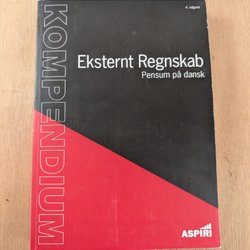 4. udgave
KOMPENDIUM
Eksternt Regnskab
Pensum på dansk
ASPIRI